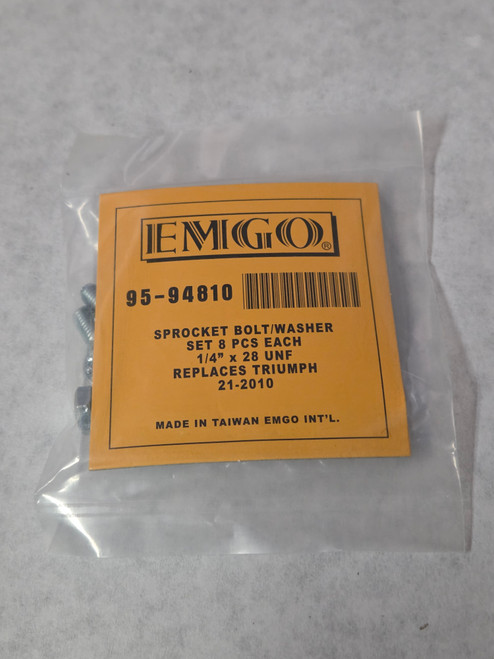 EMGO®
95-94810
SPROCKET BOLT/WASHER
SET 8 PCS EACH
1/4" x 28 UNF
REPLACES TRIUMPH
21-2010
MADE IN TAIWAN EMGO INT'L.